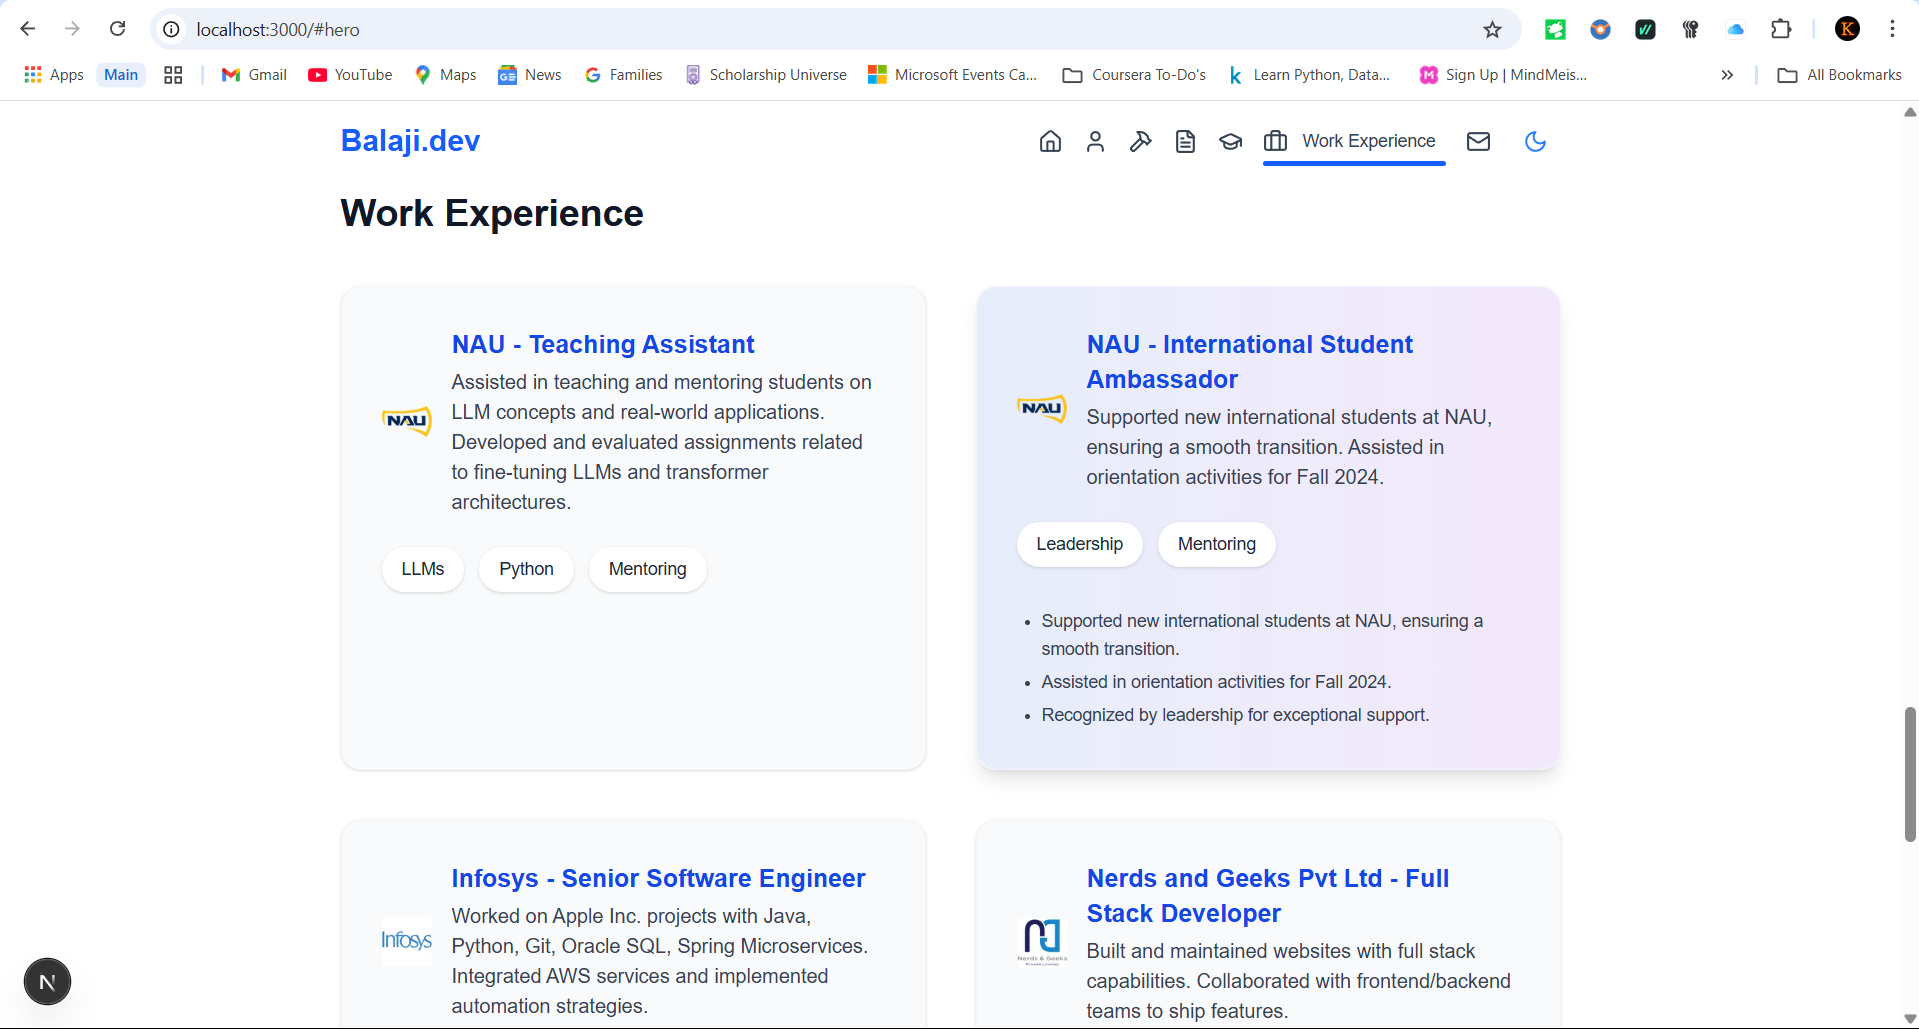 localhost:3000/#hero
K
Apps
Main
Gmail
YouTube
Maps
News
Families
Scholarship Universe
Microsoft Events Ca...
Coursera To-Do's
Learn Python, Data...
Sign Up | MindMeis...
All Bookmarks
Balaji.dev
Work Experience
Work Experience
NAU - Teaching Assistant
NAU
Assisted in teaching and mentoring students on
LLM concepts and real-world applications.
Developed and evaluated assignments related
to fine-tuning LLMs and transformer
architectures.
LLMs
Python
Mentoring
NAU - International Student
Ambassador
NAU
Supported new international students at NAU,
ensuring a smooth transition. Assisted in
orientation activities for Fall 2024.
Leadership
Mentoring
• Supported new international students at NAU, ensuring a
smooth transition.
• Assisted in orientation activities for Fall 2024.
• Recognized by leadership for exceptional support.
Infosys - Senior Software Engineer
Infosys
Worked on Apple Inc. projects with Java,
Python, Git, Oracle SQL, Spring Microservices.
Integrated AWS services and implemented
automation strategies.
Nerds and Geeks Pvt Ltd - Full
Stack Developer
Nerds & Geeks
Private Limited
Built and maintained websites with full stack
capabilities. Collaborated with frontend/backend
teams to ship features.
N